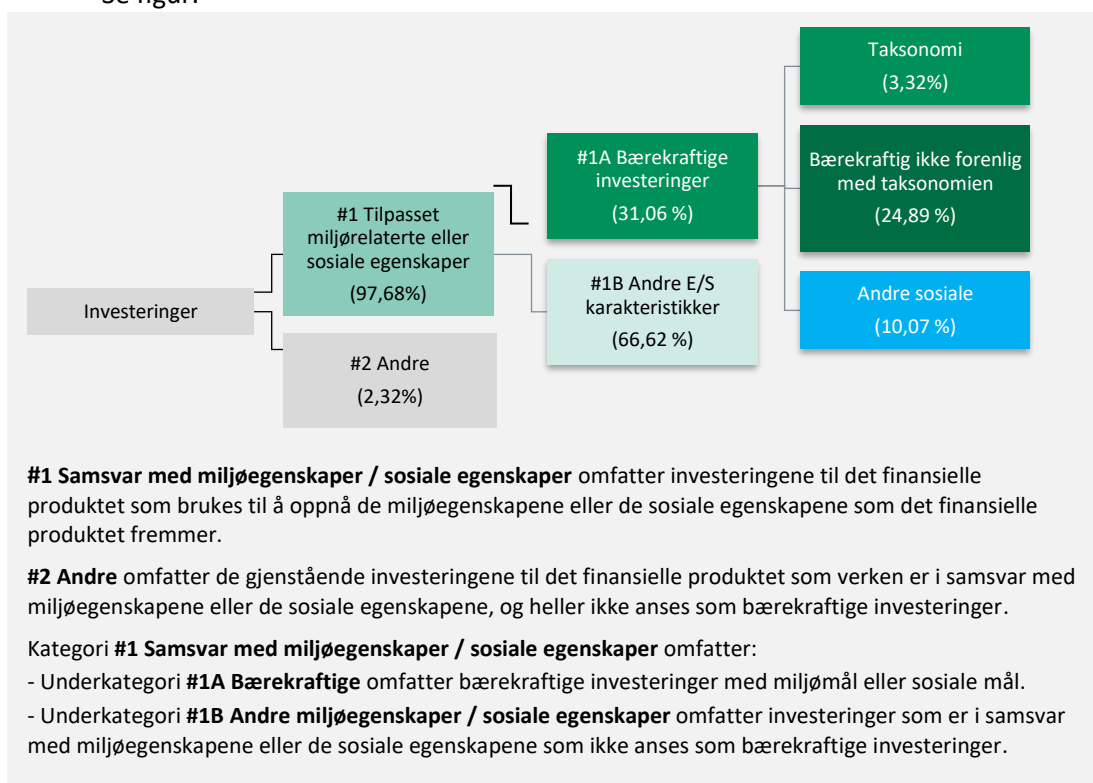 Se figur:
Taksonomi
(3,32%)
#1A Bærekraftige
investeringer
(31,06 %)
Bærekraftig ikke forenlig
med taksonomien
(24,89 %)
#1 Tilpasset
miljørelaterte eller
sosiale egenskaper
(97,68%)
#1B Andre E/S
karakteristikker
(66,62 %)
Andre sosiale
(10,07 %)
Investeringer
#2 Andre
(2,32%)
#1 Samsvar med miljøegenskaper / sosiale egenskaper omfatter investeringene til det finansielle
produktet som brukes til å oppnå de miljøegenskapene eller de sosiale egenskapene som det finansielle
produktet fremmer.
#2 Andre omfatter de gjenstående investeringene til det finansielle produktet som verken er i samsvar med
miljøegenskapene eller de sosiale egenskapene, og heller ikke anses som bærekraftige investeringer.
Kategori #1 Samsvar med miljøegenskaper / sosiale egenskaper omfatter:
- Underkategori #1A Bærekraftige omfatter bærekraftige investeringer med miljømål eller sosiale mål.
- Underkategori #1B Andre miljøegenskaper / sosiale egenskaper omfatter investeringer som er i samsvar
med miljøegenskapene eller de sosiale egenskapene som ikke anses som bærekraftige investeringer.